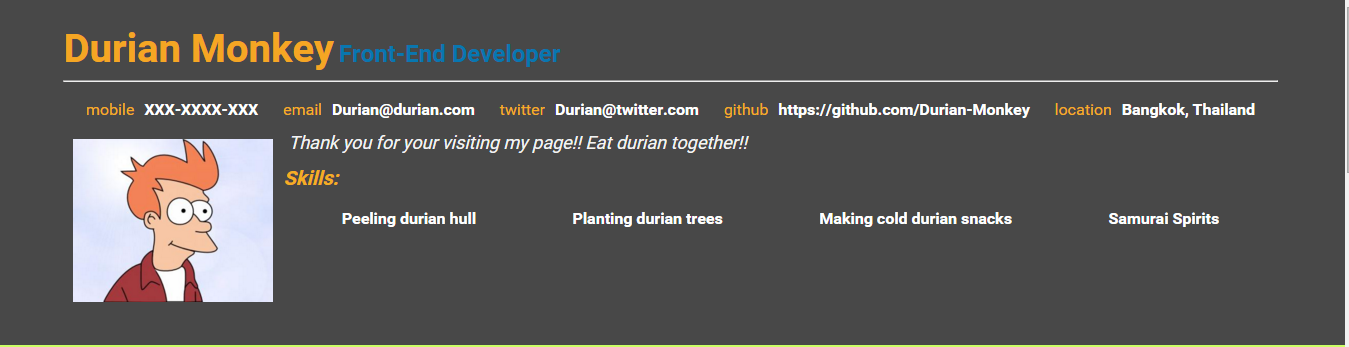 Durian Monkey Front-End Developer
mobile XXX-XXXX-XXX email Durian@durian.com twitter Durian@twitter.com github https://github.com/Durian-Monkey location Bangkok, Thailand
Thank you for your visiting my page!! Eat durian together!!
Skills:
Peeling durian hull Planting durian trees Making cold durian snacks Samurai Spirits